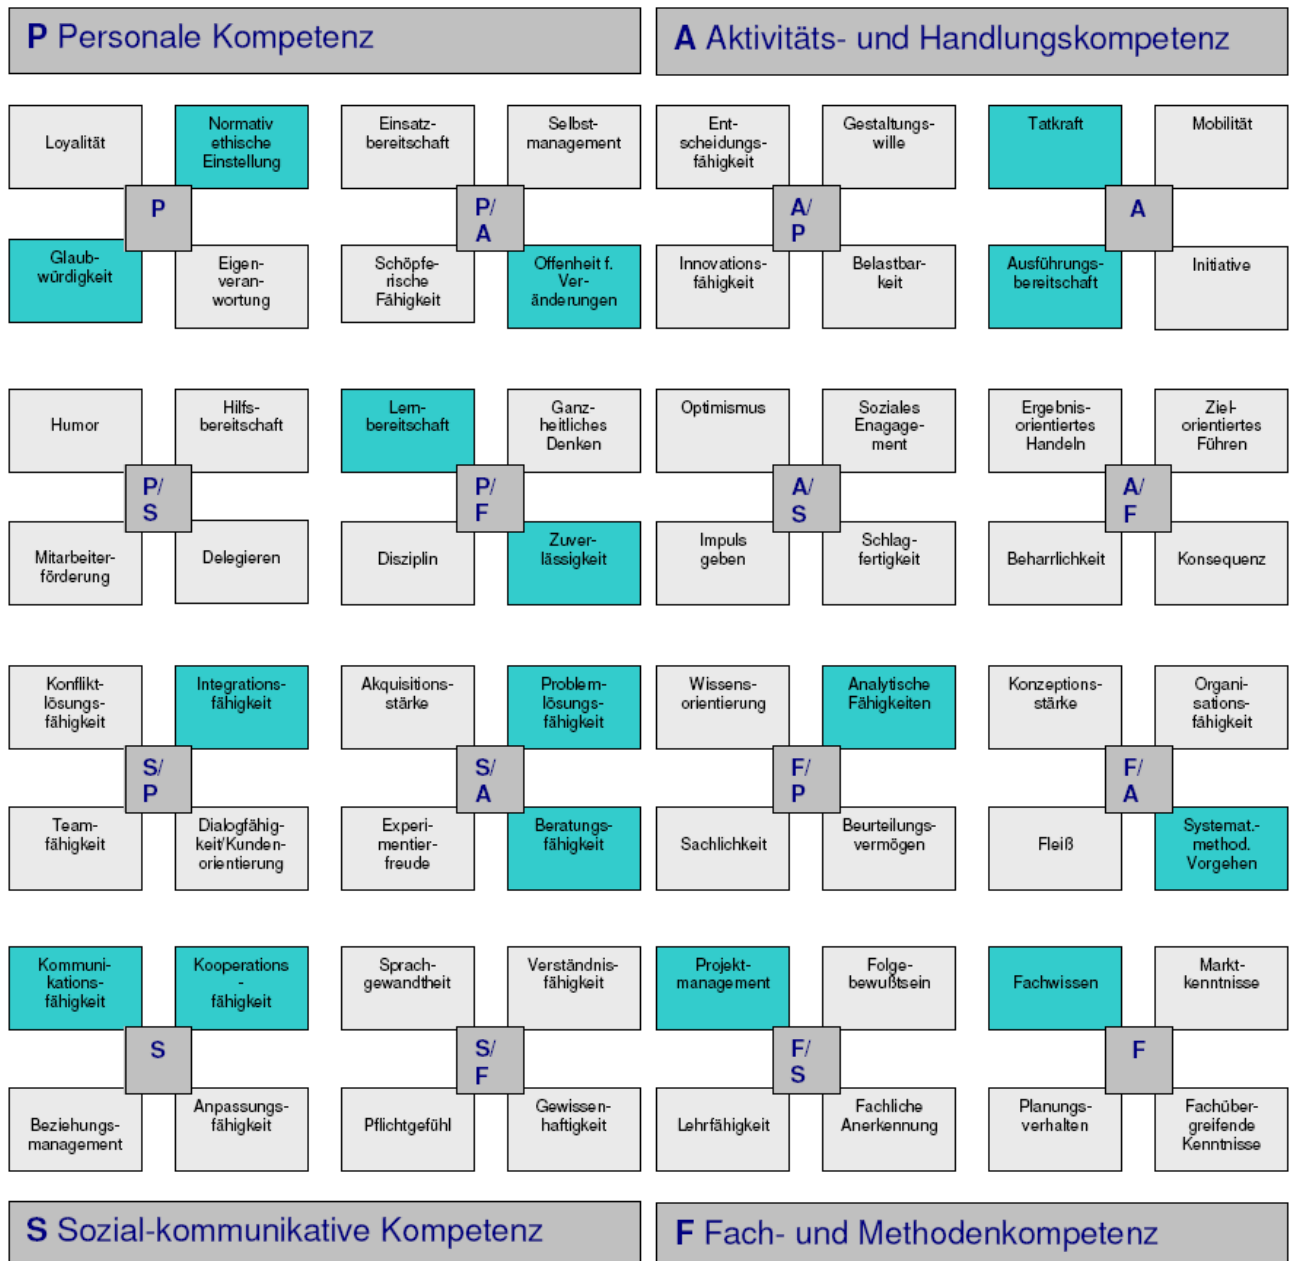 P Personale Kompetenz
A Aktivitäts- und Handlungskompetenz
Loyalität
Normativ
ethische
Einstellung
P
Glaub-
würdigkeit
Eigen-
veran-
wortung
Einsatz-
bereitschaft
Selbst-
management
P/
A
Schöpfe-
rische
Fähigkeit
Offenheit f.
Ver-
änderungen
Ent-
scheidungs-
fähigkeit
Gestaltungs-
wille
A/
P
Innovations-
fähigkeit
Belastbar-
keit
Tatkraft
Mobilität
A
Ausführungs-
bereitschaft
Initiative
Humor
Hilfs-
bereitschaft
P/
S
Mitarbeiter-
förderung
Delegieren
Lern-
bereitschaft
Ganz-
heitliches
Denken
P/
F
Disziplin
Zuver-
lässigkeit
Optimismus
Soziales
Enagage-
ment
A/
S
Impuls
geben
Schlag-
fertigkeit
Ergebnis-
orientiertes
Handeln
Ziel-
orientiertes
Führen
A/
F
Beharrlichkeit
Konsequenz
Konflikt-
lösungs-
fähigkeit
Integrations-
fähigkeit
S/
P
Team-
fähigkeit
Dialogfähig-
keit/Kunden-
orientierung
Akquisitions-
stärke
Problem-
lösungs-
fähigkeit
S/
A
Experi-
mentier-
freude
Beratungs-
fähigkeit
Wissens-
orientierung
Analytische
Fähigkeiten
F/
P
Sachlichkeit
Beurteilungs-
vermögen
Konzeptions-
stärke
Organi-
sations-
fähigkeit
F/
A
Fleiß
Systemat.-
method.
Vorgehen
Kommuni-
kations-
fähigkeit
Kooperations
-
fähigkeit
S
Beziehungs-
management
Anpassungs-
fähigkeit
Sprach-
gewandtheit
Verständnis-
fähigkeit
S/
F
Pflichtgefühl
Gewissen-
haftigkeit
Projekt-
management
Folge-
bewußtsein
F/
S
Lehrfähigkeit
Fachliche
Anerkennung
Fachwissen
Markt-
kenntnisse
F
Planungs-
verhalten
Fachüber-
greifende
Kenntnisse
S Sozial-kommunikative Kompetenz
F Fach- und Methodenkompetenz